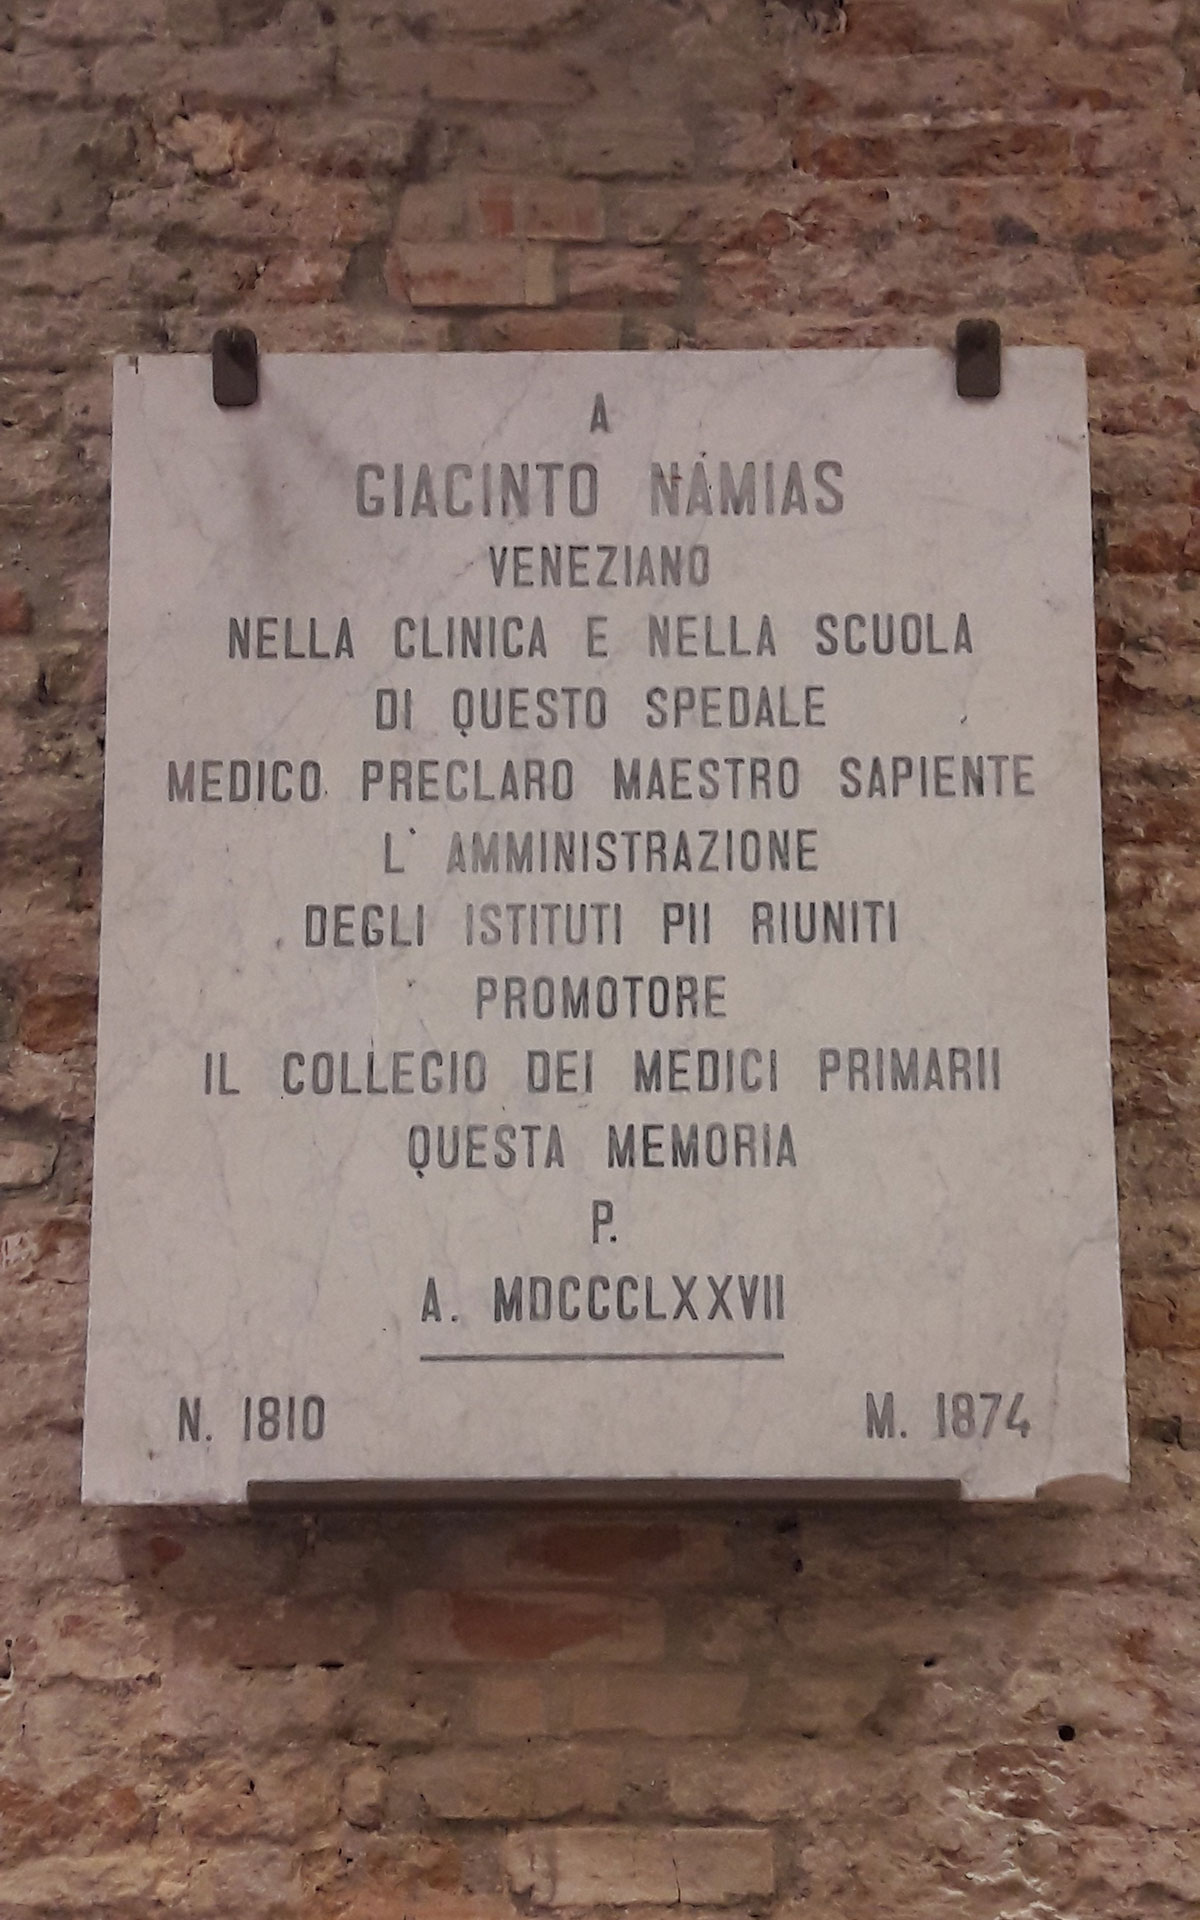 A
GIACINTO NÁMIAS
VENEZIANO
NELLA CLINICA E NELLA SCUOLA
DI QUESTO SPEDALE
MEDICO PRECLARO MAESTRO SAPIENTE
L' AMMINISTRAZIONE
DEGLI ISTITUTI PII RIUNITI
PROMOTORE
IL COLLEGIO DEI MEDICI PRIMARII
QUESTA MEMORIA
P.
A. MDCCCLXXVII
N. 1810 M. 1874